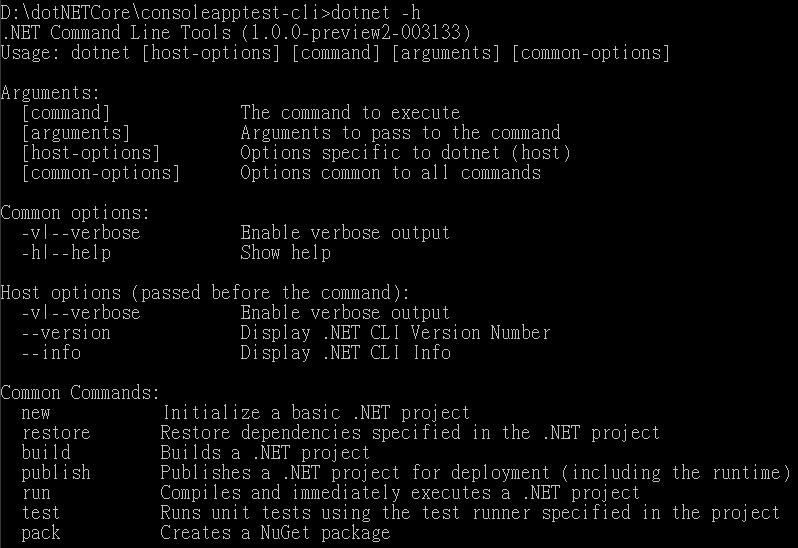 D:\dotNETCore\consoleapptest-cli>dotnet -h
.NET Command Line Tools (1.0.0-preview2-003133)
Usage: dotnet [host-options] [command] [arguments] [common-options]

Arguments:
  [command]             The command to execute
  [arguments]           Arguments to pass to the command
  [host-options]        Options specific to dotnet (host)
  [common-options]      Options common to all commands

Common options:
  -v|--verbose          Enable verbose output
  -h|--help             Show help

Host options (passed before the command):
  -v|--verbose          Enable verbose output
  --version             Display .NET CLI Version Number
  --info                Display .NET CLI Info

Common Commands:
  new           Initialize a basic .NET project
  restore       Restore dependencies specified in the .NET project
  build         Builds a .NET project
  publish       Publishes a .NET project for deployment (including the runtime)
  run           Compiles and immediately executes a .NET project
  test          Runs unit tests using the test runner specified in the project
  pack          Creates a NuGet package